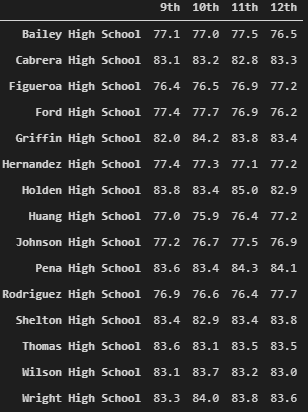 9th 10th 11th 12th
Bailey High School 77.1 77.0 77.5 76.5
Cabrera High School 83.1 83.2 82.8 83.3
Figueroa High School 76.4 76.5 76.9 77.2
Ford High School 77.4 77.7 76.9 76.2
Griffin High School 82.0 84.2 83.8 83.4
Hernandez High School 77.4 77.3 77.1 77.2
Holden High School 83.8 83.4 85.0 82.9
Huang High School 77.0 75.9 76.4 77.2
Johnson High School 77.2 76.7 77.5 76.9
Pena High School 83.6 83.4 84.3 84.1
Rodriguez High School 76.9 76.6 76.4 77.7
Shelton High School 83.4 82.9 83.4 83.8
Thomas High School 83.6 83.1 83.5 83.5
Wilson High School 83.1 83.7 83.2 83.0
Wright High School 83.3 84.0 83.8 83.6